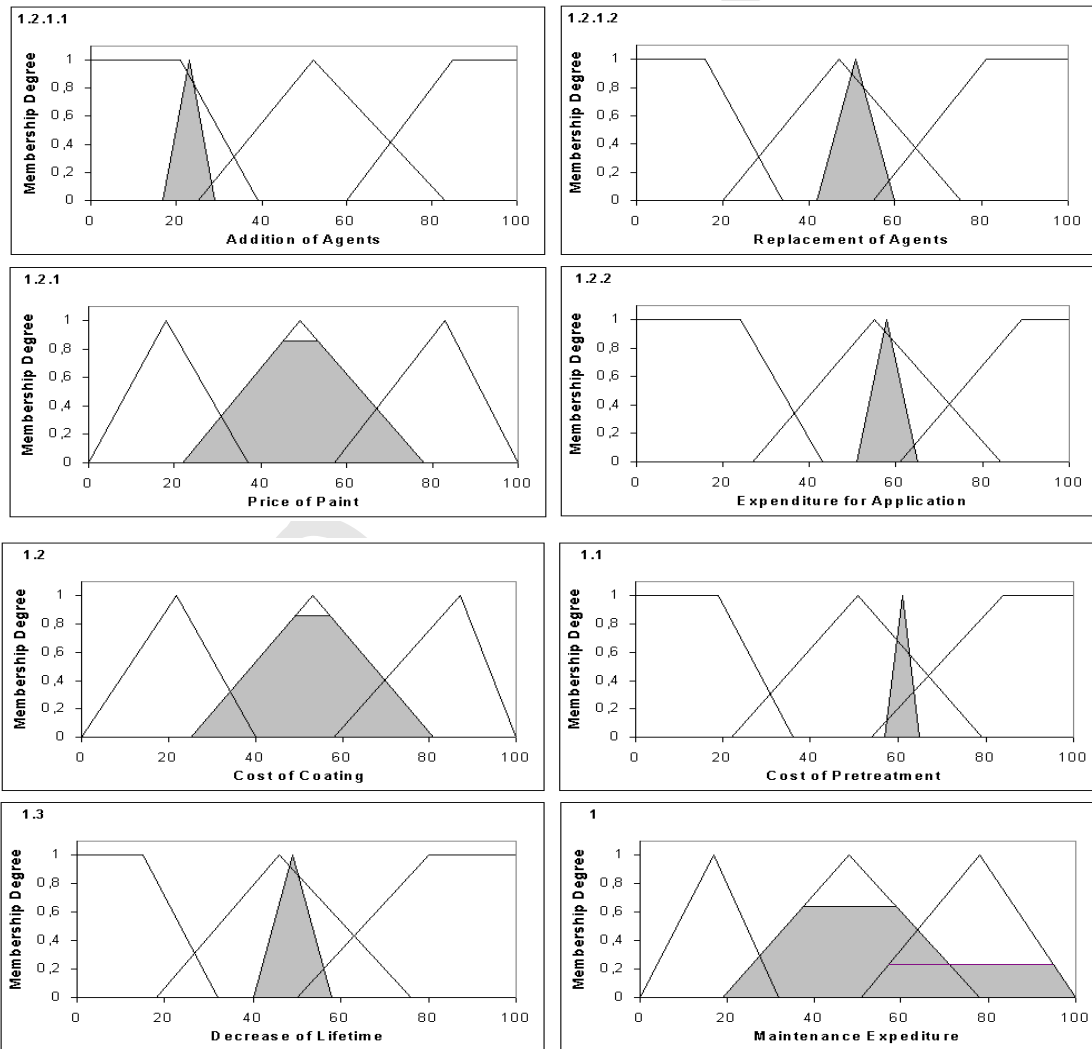 1.2.1.1
Membership Degree
1
0,8
0,6
0,4
0,2
0
0 20 40 60 80 100
Addition of Agents
1.2.1.2
Membership Degree
1
0,8
0,6
0,4
0,2
0
0 20 40 60 80 100
Replacement of Agents
1.2.1
Membership Degree
1
0,8
0,6
0,4
0,2
0
0 20 40 60 80 100
Price of Paint
1.2.2
Membership Degree
1
0,8
0,6
0,4
0,2
0
0 20 40 60 80 100
Expenditure for Application
1.2
Membership Degree
1
0,8
0,6
0,4
0,2
0
0 20 40 60 80 100
Cost of Coating
1.1
Membership Degree
1
0,8
0,6
0,4
0,2
0
0 20 40 60 80 100
Cost of Pretreatment
1.3
Membership Degree
1
0,8
0,6
0,4
0,2
0
0 20 40 60 80 100
Decrease of Lifetime
1
Membership Degree
1
0,8
0,6
0,4
0,2
0
0 20 40 60 80 100
Maintenance Expediture